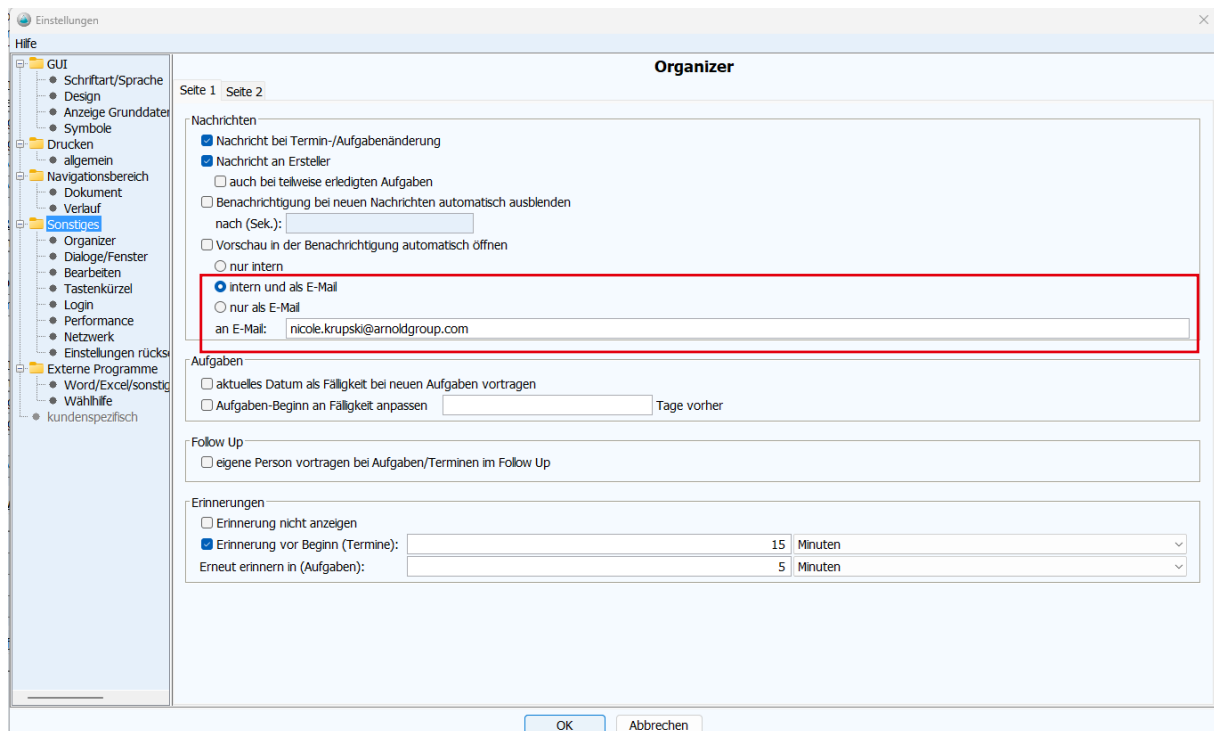 Einstellungen
Hilfe
GUI
Schriftart/Sprache
Design
Anzeige Grunddaten
Symbole
Drucken
allgemein
Navigationsbereich
Dokument
Verlauf
Sonstiges
Organizer
Dialoge/Fenster
Bearbeiten
Tastenkürzel
Login
Performance
Netzwerk
Einstellungen rücks
Externe Programme
Word/Excel/sonstig
Wählhilfe
kundenspezifisch
Organizer
Seite 1 Seite 2
Nachrichten
Nachricht bei Termin-/Aufgabenänderung
Nachricht an Ersteller
auch bei teilweise erledigten Aufgaben
Benachrichtigung bei neuen Nachrichten automatisch ausblenden
nach (Sek.):
Vorschau in der Benachrichtigung automatisch öffnen
nur intern
intern und als E-Mail
nur als E-Mail
an E-Mail: nicole.krupski@arnoldgroup.com
Aufgaben
aktuelles Datum als Fälligkeit bei neuen Aufgaben vortragen
Aufgaben-Beginn an Fälligkeit anpassen Tage vorher
Follow Up
eigene Person vortragen bei Aufgaben/Terminen im Follow Up
Erinnerungen
Erinnerung nicht anzeigen
Erinnerung vor Beginn (Termine): 15 Minuten
Erneut erinnern in (Aufgaben): 5 Minuten
OK Abbrechen